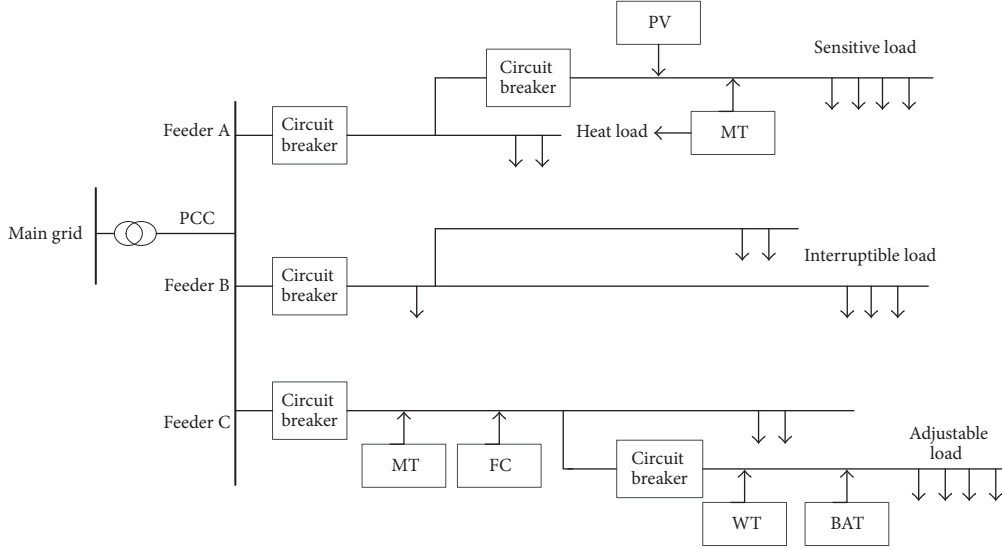 PV
Sensitive load
Circuit
breaker
Feeder A
Circuit
breaker
Heat load
MT
PCC
Main grid
Interruptible load
Feeder B
Circuit
breaker
Feeder C
Circuit
breaker
Adjustable
load
MT
FC
Circuit
breaker
WT
BAT